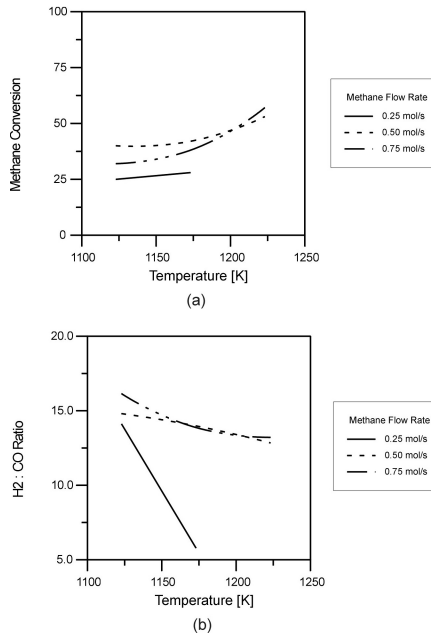 100
75
50
25
0
Methane Conversion
1100
1150
1200
1250
Temperature [K]
Methane Flow Rate
0.25 mol/s
0.50 mol/s
0.75 mol/s
(a)
20.0
15.0
10.0
5.0
H2 : CO Ratio
1100
1150
1200
1250
Temperature [K]
Methane Flow Rate
0.25 mol/s
0.50 mol/s
0.75 mol/s
(b)